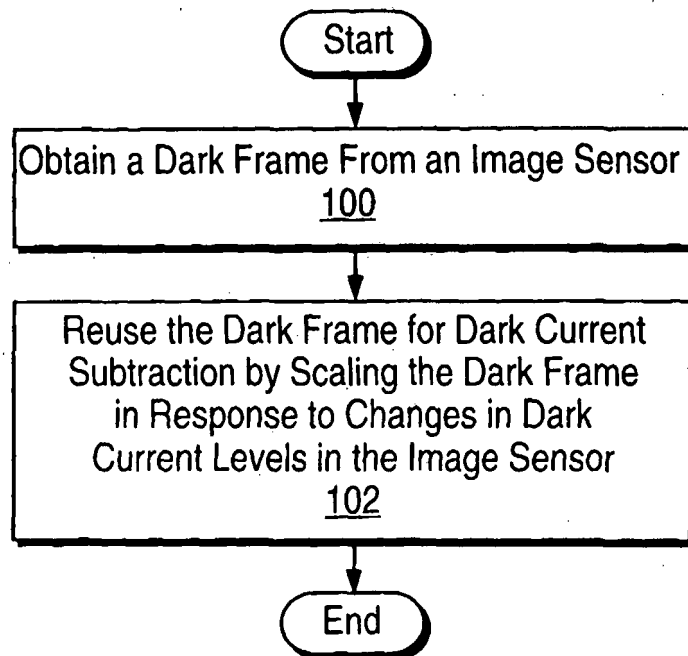 Start
Obtain a Dark Frame From an Image Sensor
100
Reuse the Dark Frame for Dark Current
Subtraction by Scaling the Dark Frame
in Response to Changes in Dark
Current Levels in the Image Sensor
102
End